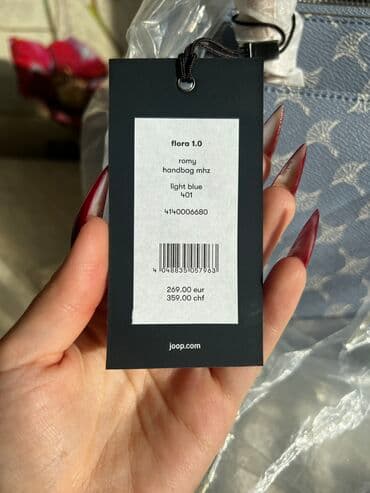 flora 1.0
romy
handbag mhz
light blue
401
4140006680
4 048835 057963
269.00 eur
359.00 chf
joop.com